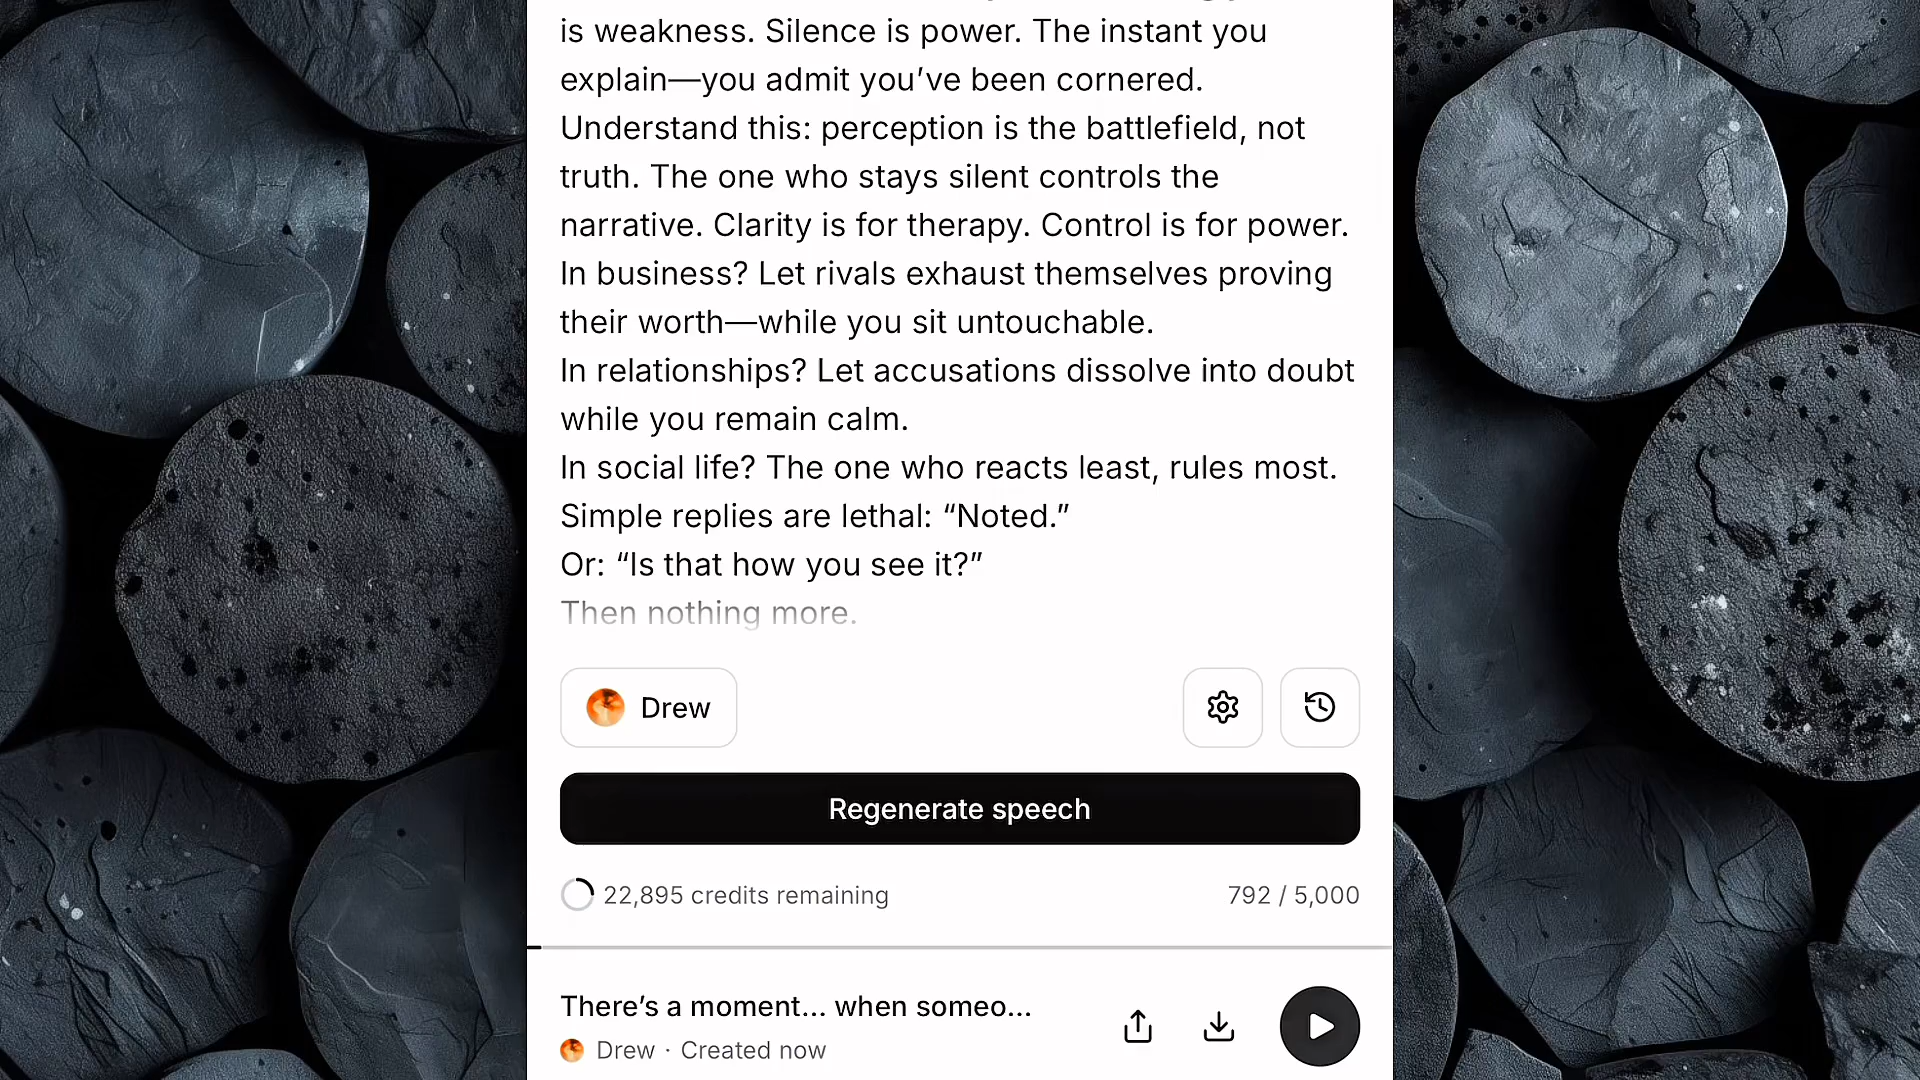 is weakness. Silence is power. The instant you
explain—you admit you’ve been cornered.
Understand this: perception is the battlefield, not
truth. The one who stays silent controls the
narrative. Clarity is for therapy. Control is for power.
In business? Let rivals exhaust themselves proving
their worth—while you sit untouchable.
In relationships? Let accusations dissolve into doubt
while you remain calm.
In social life? The one who reacts least, rules most.
Simple replies are lethal: “Noted.”
Or: “Is that how you see it?”
Then nothing more.
Drew
Regenerate speech
22,895 credits remaining
792 / 5,000
There’s a moment... when someo...
Drew · Created now